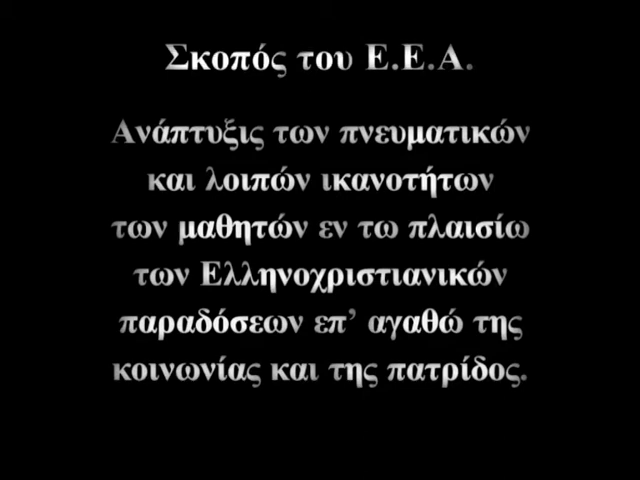 Σκοπός του Ε.Ε.Α.
Ανάπτυξις των πνευματικών
και λοιπών ικανοτήτων
των μαθητών εν τω πλαισίω
των Ελληνοχριστιανικών
παραδόσεων επ’ αγαθώ της
κοινωνίας και της πατρίδος.